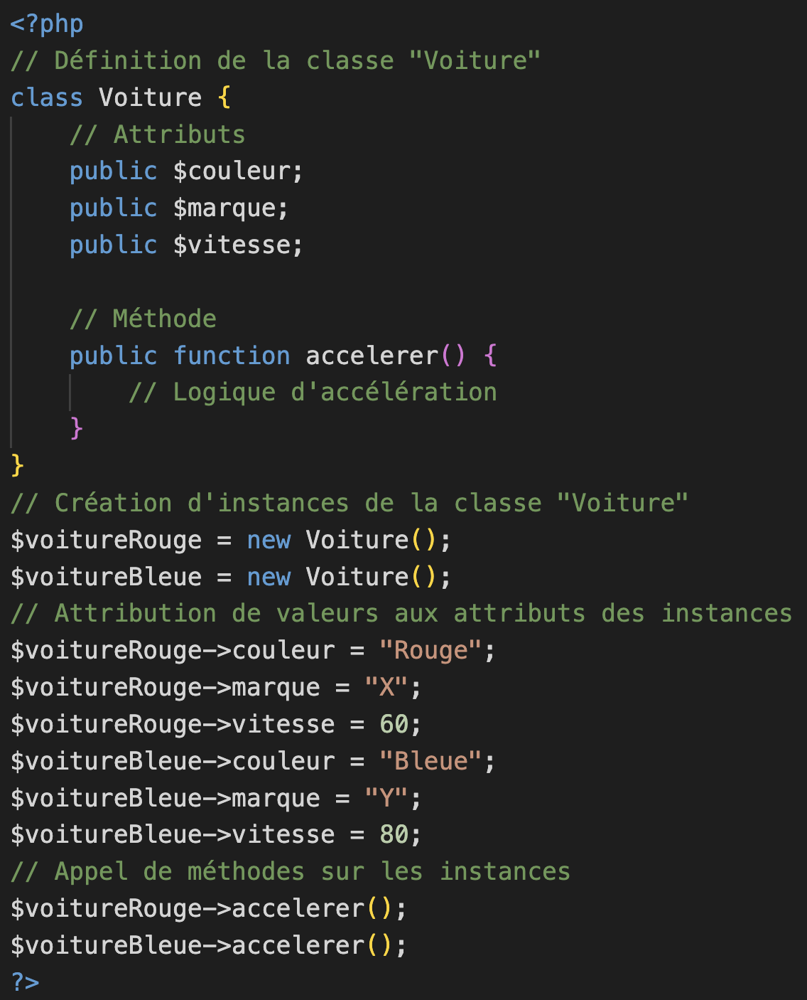 <?php
// Définition de la classe "Voiture"
class Voiture {
    // Attributs
    public $couleur;
    public $marque;
    public $vitesse;

    // Méthode
    public function accelerer() {
        // Logique d'accélération
    }
}
// Création d'instances de la classe "Voiture"
$voitureRouge = new Voiture();
$voitureBleue = new Voiture();
// Attribution de valeurs aux attributs des instances
$voitureRouge->couleur = "Rouge";
$voitureRouge->marque = "X";
$voitureRouge->vitesse = 60;
$voitureBleue->couleur = "Bleue";
$voitureBleue->marque = "Y";
$voitureBleue->vitesse = 80;
// Appel de méthodes sur les instances
$voitureRouge->accelerer();
$voitureBleue->accelerer();
?>